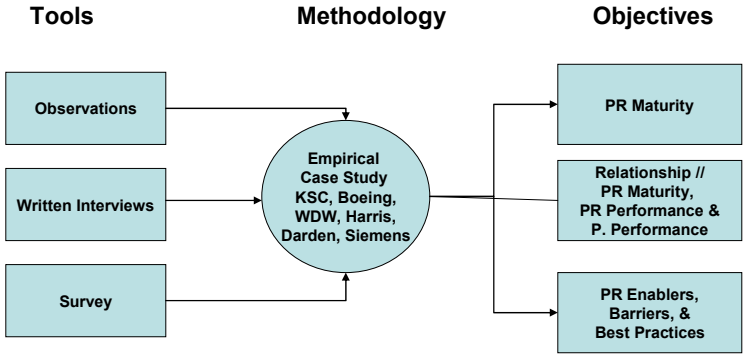 Tools
Methodology
Objectives
Observations
Written Interviews
Survey
Empirical
Case Study
KSC, Boeing,
WDW, Harris,
Darden, Siemens
PR Maturity
Relationship //
PR Maturity,
PR Performance &
P. Performance
PR Enablers,
Barriers, &
Best Practices